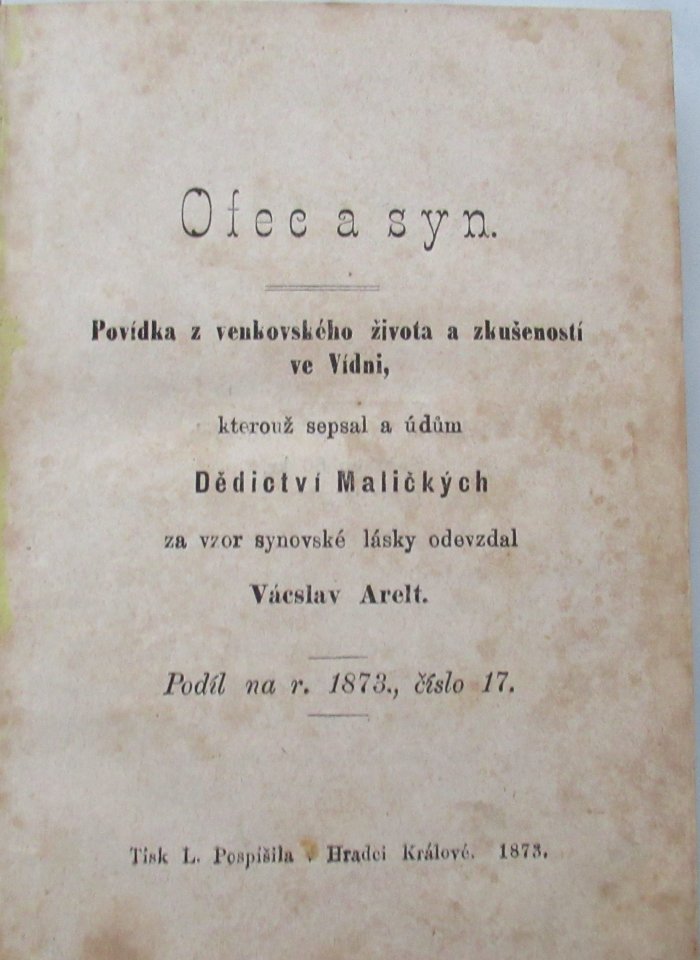 Otec a syn.
Povídka z venkovského života a zkušeností
ve Vídni,
kterouž sepsal a údům
Dědictví Maličkých
za vzor synovské lásky odevzdal
Vácslav Arelt.
Podíl na r. 1873., číslo 17.
Tisk L. Pospíšila v Hradci Králové. 1873.